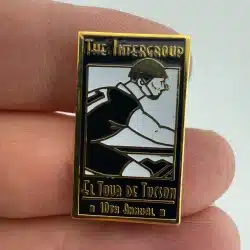 The Intergroup
El Tour de Tucson
10th Annual